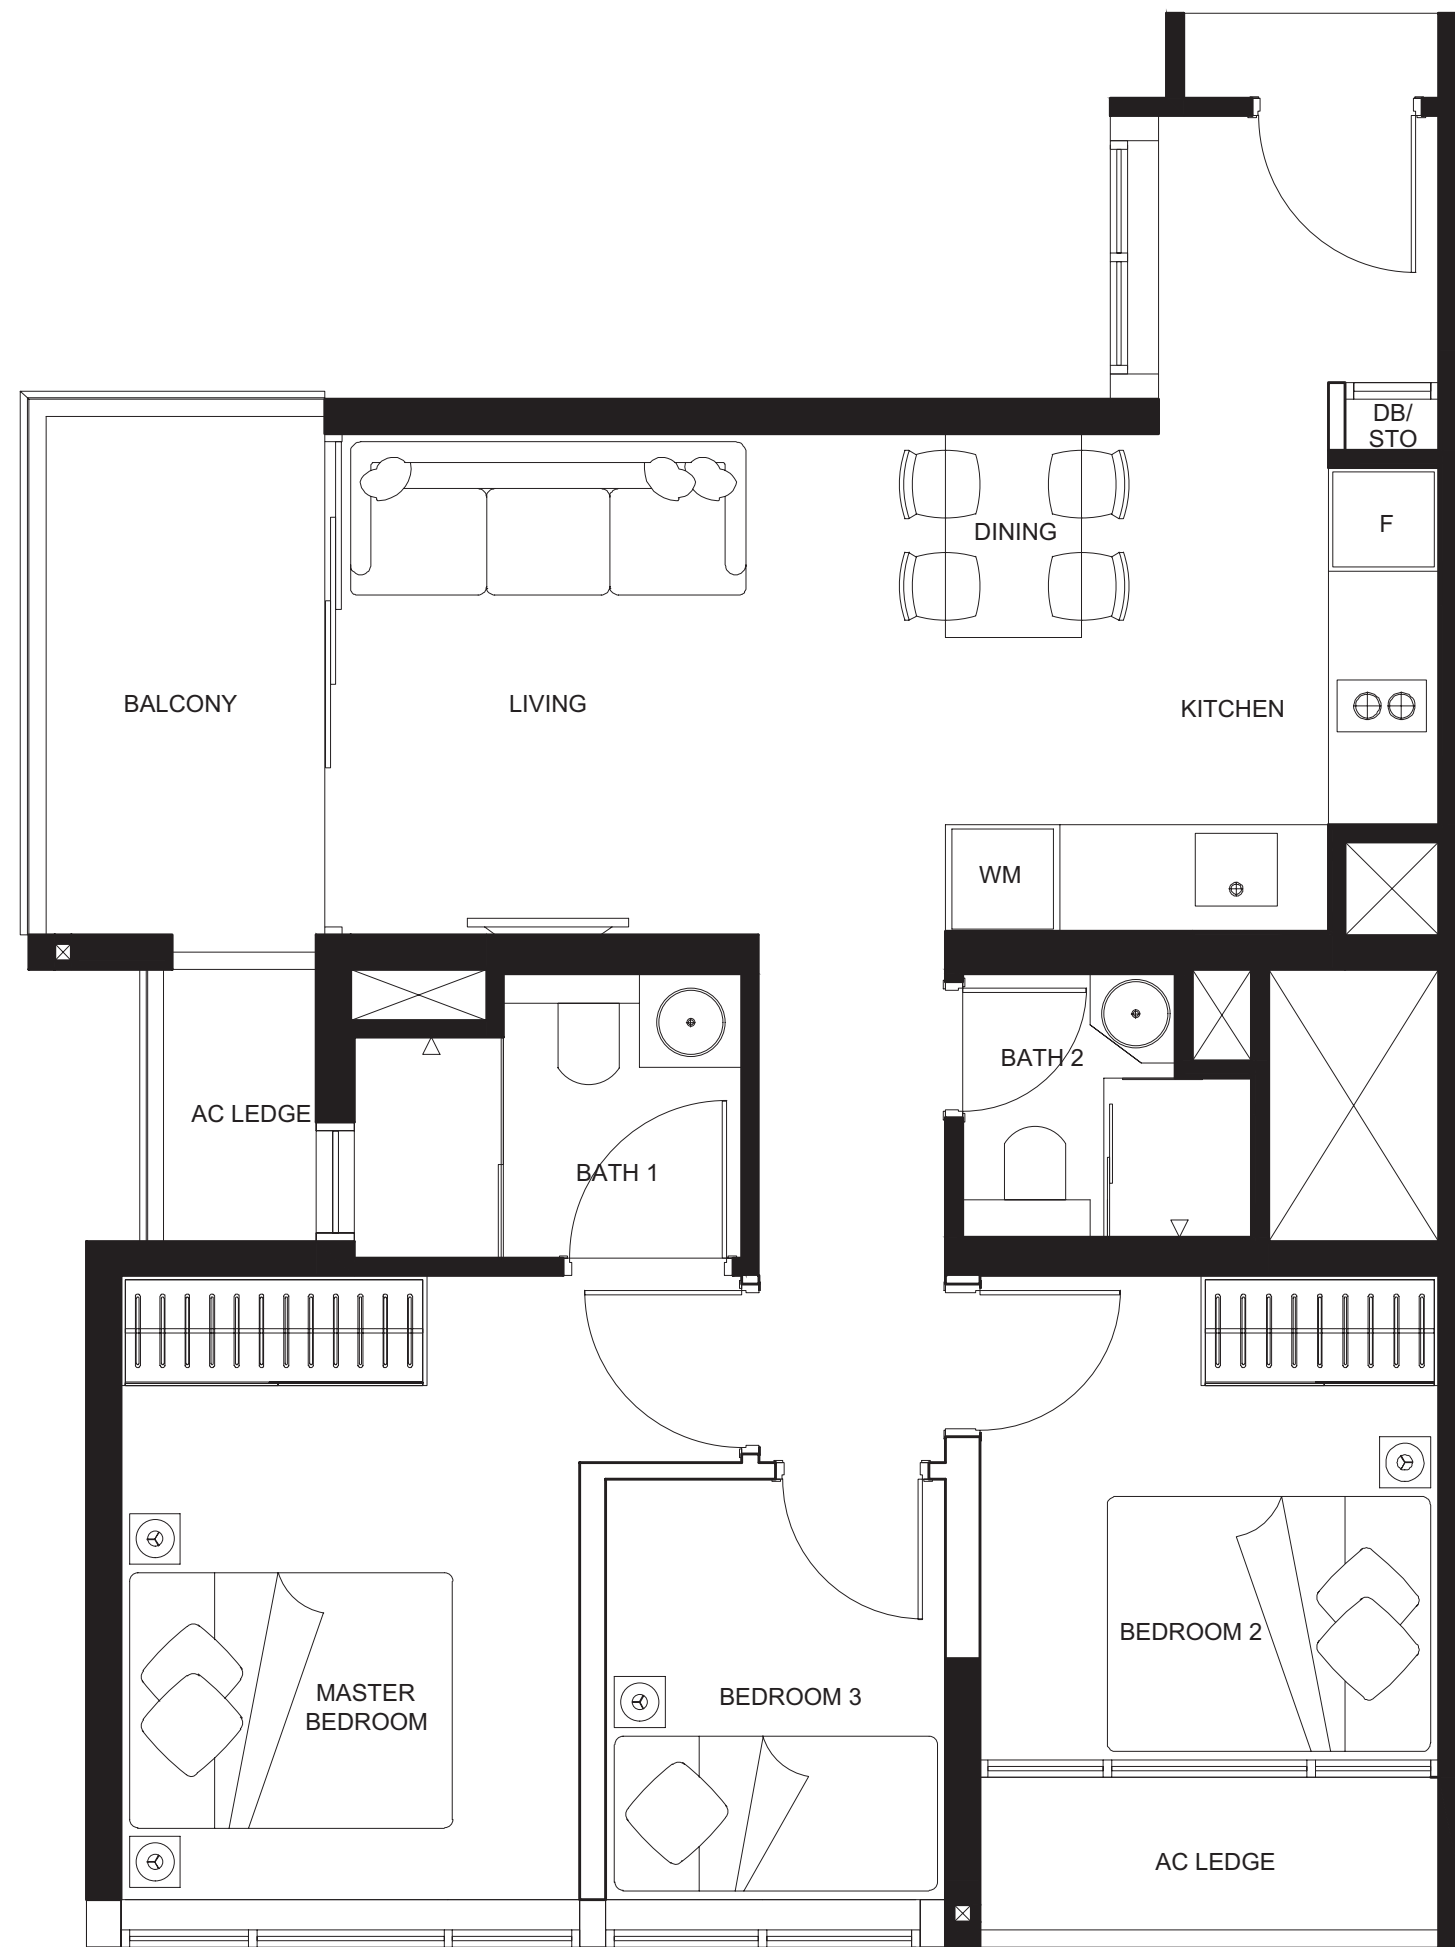 DB/
STO
F
DINING
BALCONY
LIVING
KITCHEN
WM
BATH 2
AC LEDGE
BATH 1
BEDROOM 2
MASTER
BEDROOM
BEDROOM 3
AC LEDGE